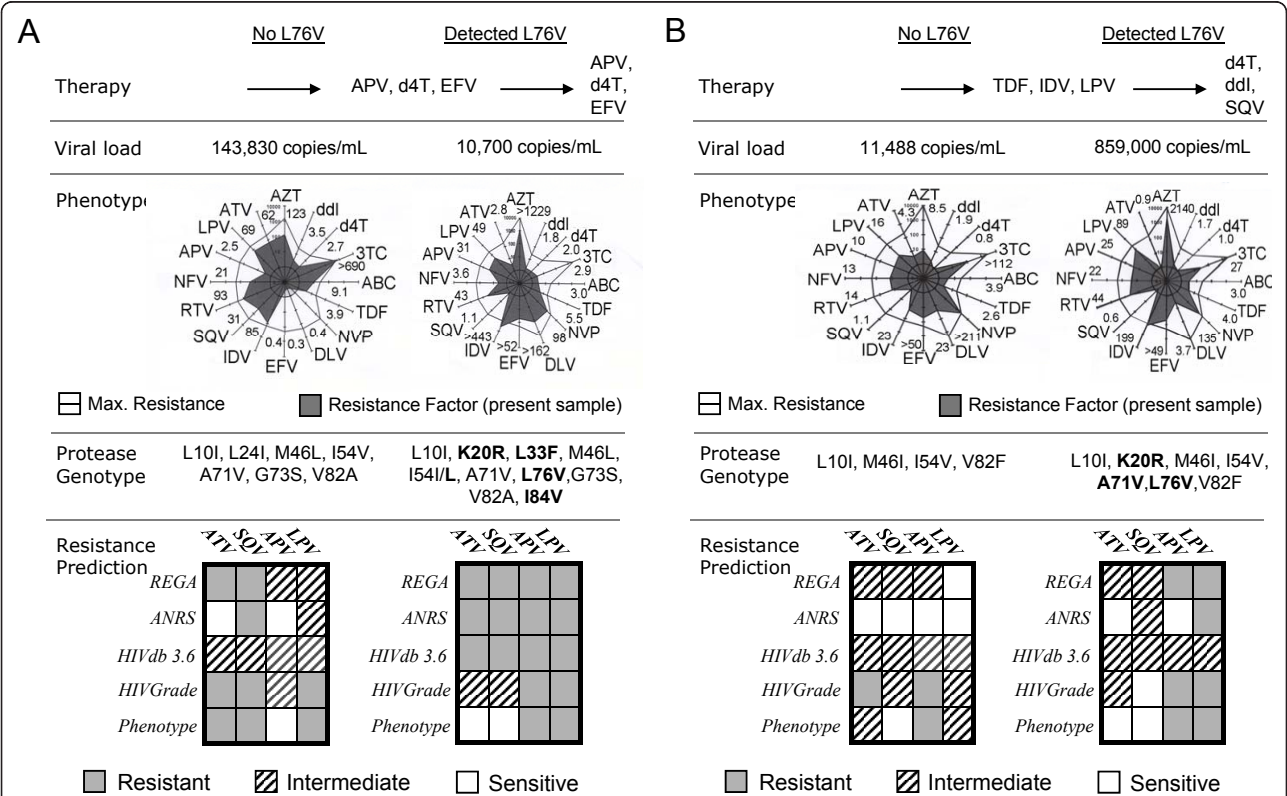 A
No L76V
Detected L76V
Therapy
APV, d4T, EFV
APV,
d4T,
EFV
Viral load
143,830 copies/mL
10,700 copies/mL
Phenotype
AZT
123
ddI
3.5
d4T
2.7
3TC
>690
ABC
9.1
TDF
3.9
NVP
0.4
DLV
0.3
EFV
0.4
IDV
85
SQV
31
RTV
93
NFV
21
APV
2.5
LPV
69
ATV
62
AZT
>1229
ddI
1.8
d4T
2.0
3TC
2.9
ABC
3.0
TDF
5.5
NVP
98
DLV
>162
EFV
>52
IDV
>443
SQV
1.1
RTV
43
NFV
3.6
APV
31
LPV
49
ATV
2.8
Max. Resistance
Resistance Factor (present sample)
Protease
Genotype
L10I, L24I, M46L, I54V,
A71V, G73S, V82A
L10I, K20R, L33F, M46L,
I54I/L, A71V, L76V,G73S,
V82A, I84V
Resistance
Prediction
ATV SQV APV LPV
REGA
ANRS
HIVdb 3.6
HIVGrade
Phenotype
ATV SQV APV LPV
REGA
ANRS
HIVdb 3.6
HIVGrade
Phenotype
Resistant
Intermediate
Sensitive
B
No L76V
Detected L76V
Therapy
TDF, IDV, LPV
d4T,
ddI,
SQV
Viral load
11,488 copies/mL
859,000 copies/mL
Phenotype
AZT
8.5
ddI
1.9
d4T
0.8
3TC
>112
ABC
3.9
TDF
2.6
NVP
>211
DLV
23
EFV
>50
IDV
23
SQV
1.1
RTV
14
NFV
13
APV
10
LPV
16
ATV
4.3
AZT
2140
ddI
1.7
d4T
1.0
3TC
27
ABC
3.0
TDF
4.0
NVP
135
DLV
3.7
EFV
>49
IDV
199
SQV
0.6
RTV
44
NFV
22
APV
25
LPV
89
ATV
0.9
Max. Resistance
Resistance Factor (present sample)
Protease
Genotype
L10I, M46I, I54V, V82F
L10I, K20R, M46I, I54V,
A71V,L76V,V82F
Resistance
Prediction
ATV SQV APV LPV
REGA
ANRS
HIVdb 3.6
HIVGrade
Phenotype
ATV SQV APV LPV
REGA
ANRS
HIVdb 3.6
HIVGrade
Phenotype
Resistant
Intermediate
Sensitive